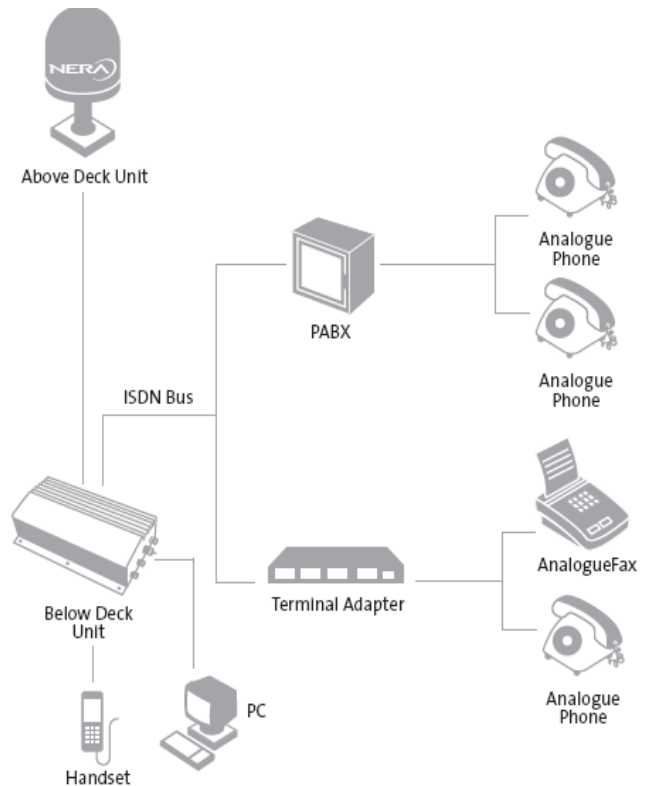 NERA
Above Deck Unit
Analogue
Phone
PABX
Analogue
Phone
ISDN Bus
AnalogueFax
Terminal Adapter
Below Deck
Unit
Analogue
Phone
PC
Handset